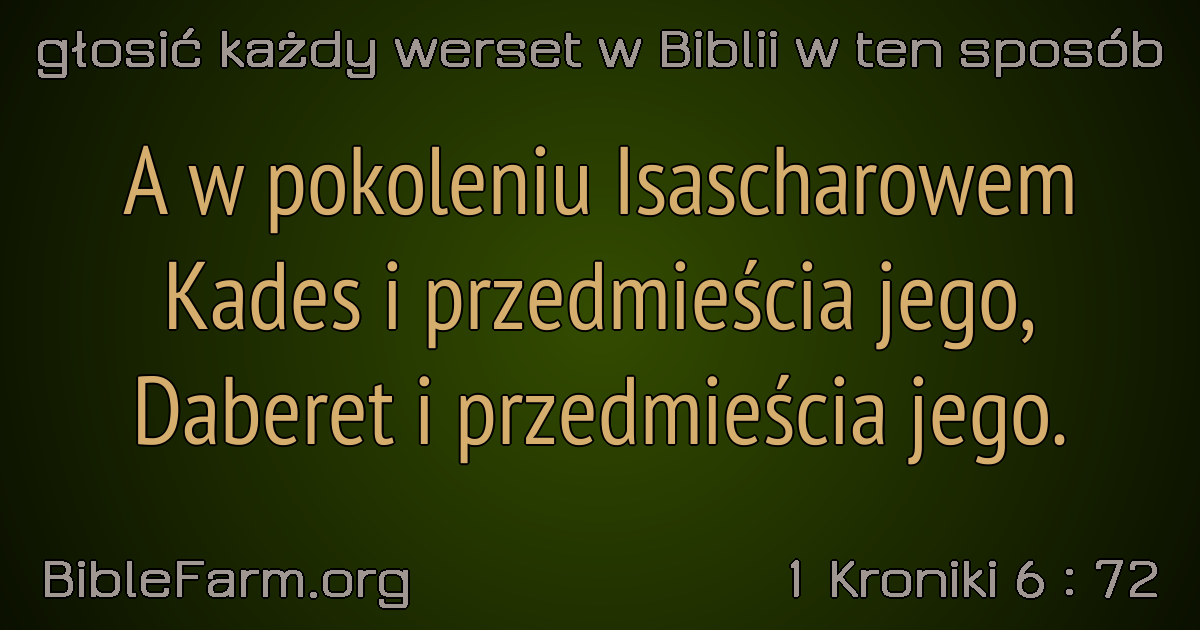 głosić każdy werset w Biblii w ten sposób
A w pokoleniu Isascharowem
Kades i przedmieścia jego,
Daberet i przedmieścia jego.
BibleFarm.org
1 Kroniki 6 : 72